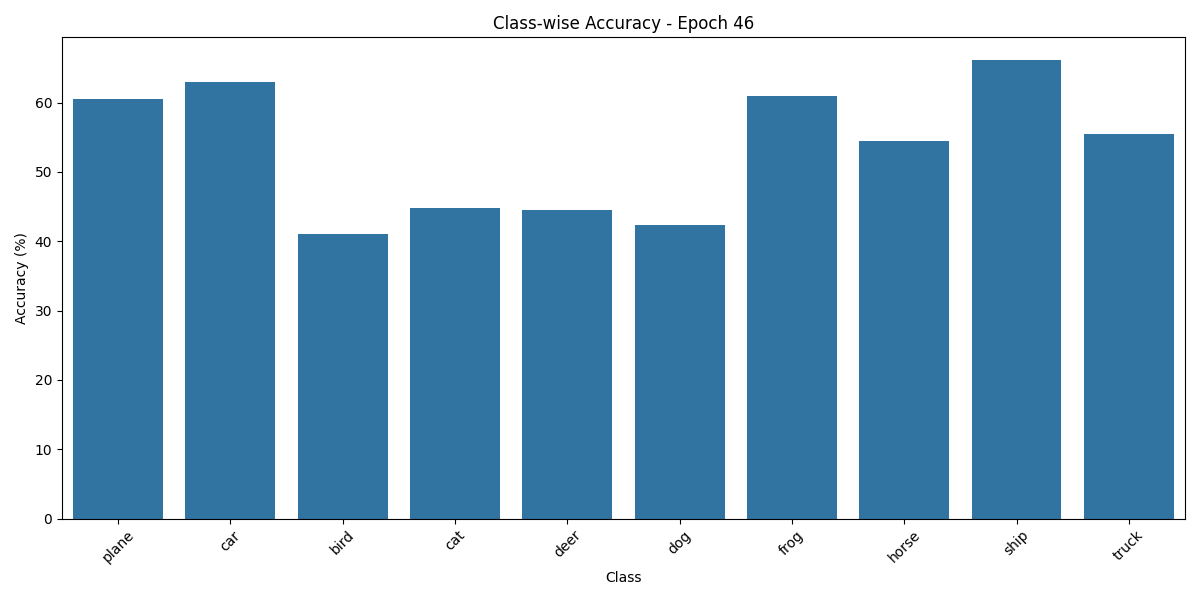 Class-wise Accuracy - Epoch 46
Accuracy (%)
60
50
40
30
20
10
0
plane
car
bird
cat
deer
dog
frog
horse
ship
truck
Class